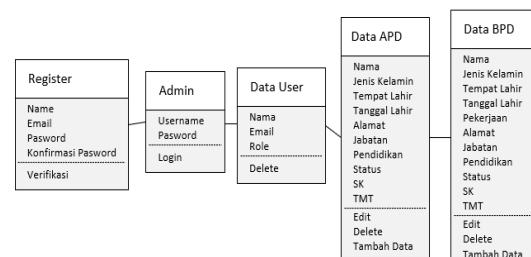 Register
Name
Email
Pasword
Konfirmasi Pasword
Verifikasi
Admin
Username
Pasword
Login
Data User
Nama
Email
Role
Delete
Data APD
Nama
Jenis Kelamin
Tempat Lahir
Tanggal Lahir
Alamat
Jabatan
Pendidikan
Status
SK
TMT
Edit
Delete
Tambah Data
Data BPD
Nama
Jenis Kelamin
Tempat Lahir
Tanggal Lahir
Pekerjaan
Alamat
Jabatan
Pendidikan
Status
SK
TMT
Edit
Delete
Tambah Data